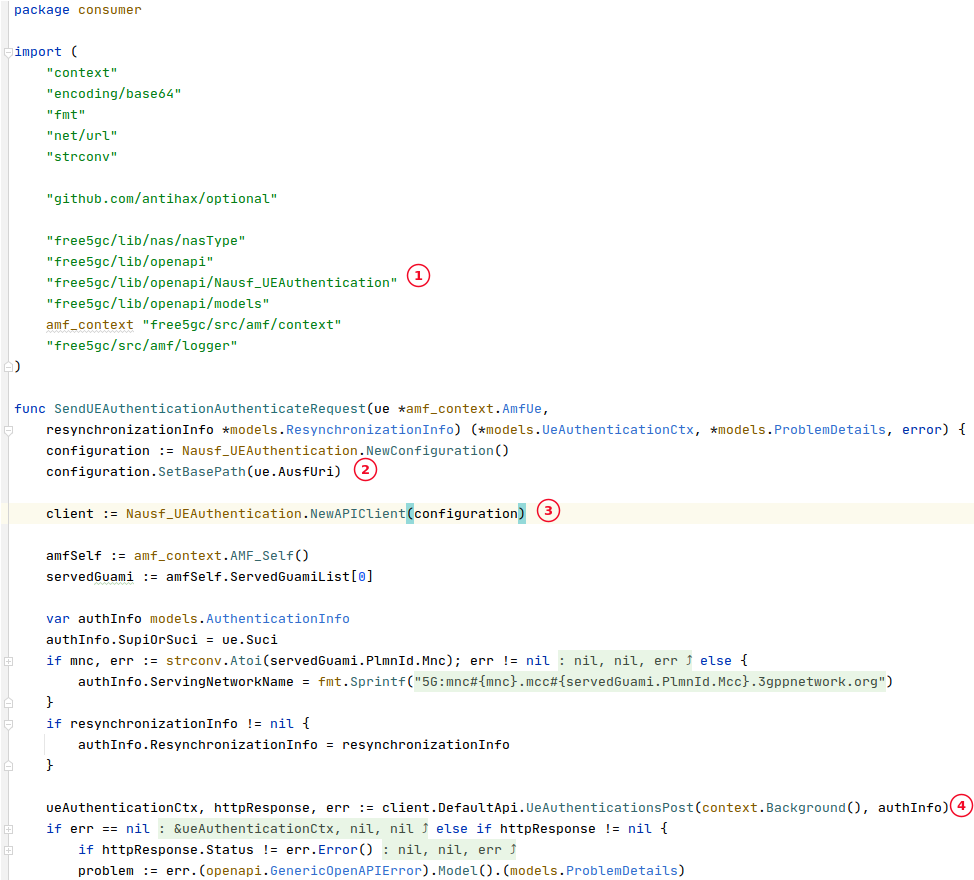 package consumer
import (
"context"
"encoding/base64"
"fmt"
"net/url"
"strconv"
"github.com/antihax/optional"
"free5gc/lib/nas/nasType"
"free5gc/lib/openapi"
"free5gc/lib/openapi/Nausf_UEAuthentication" 1
"free5gc/lib/openapi/models"
amf_context "free5gc/src/amf/context"
"free5gc/src/amf/logger"
)
func SendUEAuthenticationAuthenticateRequest(ue *amf_context.AmfUe,
resynchronizationInfo *models.ResynchronizationInfo) (*models.UeAuthenticationCtx, *models.ProblemDetails, error) {
configuration := Nausf_UEAuthentication.NewConfiguration()
configuration.SetBasePath(ue.AusfUri) 2
client := Nausf_UEAuthentication.NewAPIClient(configuration) 3
amfSelf := amf_context.AMF_Self()
servedGuami := amfSelf.ServedGuamiList[0]
var authInfo models.AuthenticationInfo
authInfo.SupiOrSuci = ue.Suci
if mnc, err := strconv.Atoi(servedGuami.PlmnId.Mnc); err != nil : nil, nil, err ⤴ else {
authInfo.ServingNetworkName = fmt.Sprintf("5G:mnc#{mnc}.mcc#{servedGuami.PlmnId.Mcc}.3gppnetwork.org")
}
if resynchronizationInfo != nil {
authInfo.ResynchronizationInfo = resynchronizationInfo
}
ueAuthenticationCtx, httpResponse, err := client.DefaultApi.UeAuthenticationsPost(context.Background(), authInfo) 4
if err == nil : &ueAuthenticationCtx, nil, nil ⤴ else if httpResponse != nil {
if httpResponse.Status != err.Error() : nil, nil, err ⤴
problem := err.(openapi.GenericOpenAPIError).Model().(models.ProblemDetails)